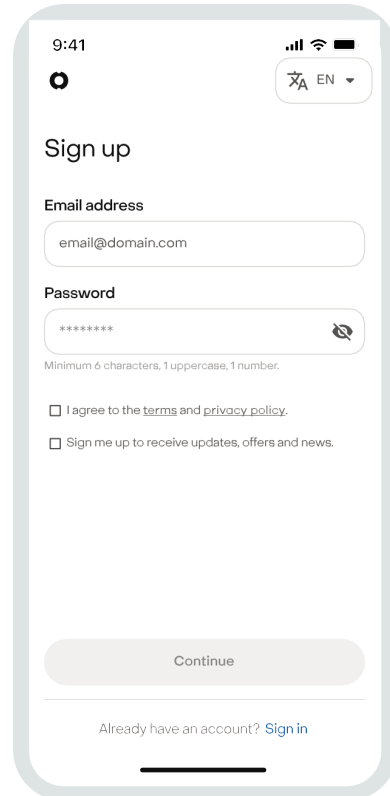 9:41
EN
Sign up
Email address
email@domain.com
Password
********
Minimum 6 characters, 1 uppercase, 1 number.
I agree to the terms and privacy policy.
Sign me up to receive updates, offers and news.
Continue
Already have an account? Sign in